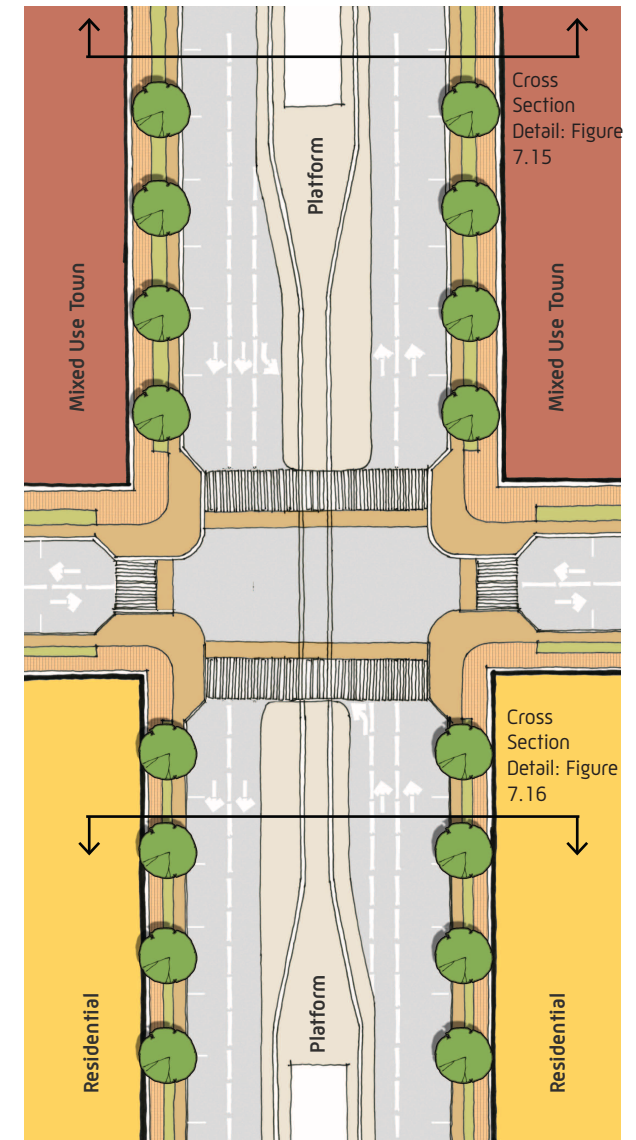 Cross
Section
Detail: Figure
7.15
Platform
Mixed Use Town
Mixed Use Town
Cross
Section
Detail: Figure
7.16
Platform
Residential
Residential